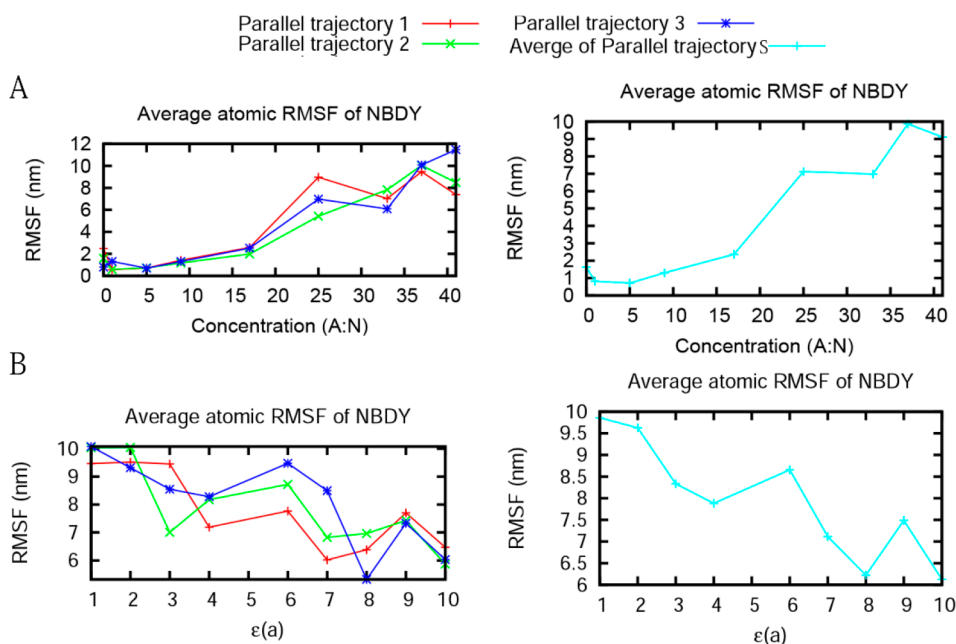 Parallel trajectory 1
Parallel trajectory 2
Parallel trajectory 3
Averge of Parallel trajectory S
A
Average atomic RMSF of NBDY
RMSF (nm)
12
10
8
6
4
2
0
0 5 10 15 20 25 30 35 40
Concentration (A:N)
Average atomic RMSF of NBDY
RMSF (nm)
10
9
8
7
6
5
4
3
2
1
0
0 5 10 15 20 25 30 35 40
Concentration (A:N)
B
Average atomic RMSF of NBDY
RMSF (nm)
10
9
8
7
6
1 2 3 4 5 6 7 8 9 10
ε(a)
Average atomic RMSF of NBDY
RMSF (nm)
10
9.5
9
8.5
8
7.5
7
6.5
6
1 2 3 4 5 6 7 8 9 10
ε(a)